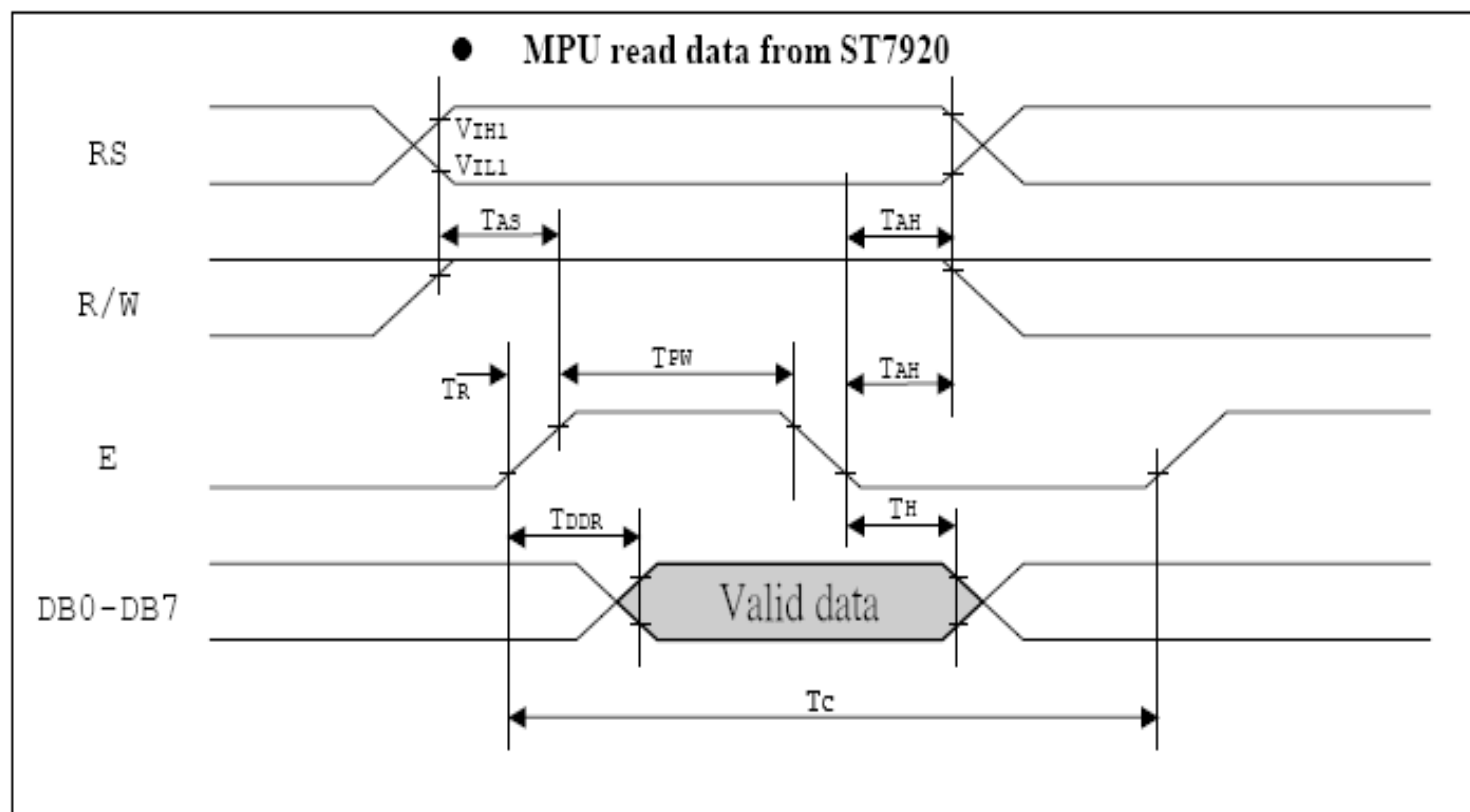 ● MPU read data from ST7920
RS
VIH1
VIL1
TAS
TAH
R/W
TPW
TAH
TR
E
TDDR
TH
DB0-DB7
Valid data
TC